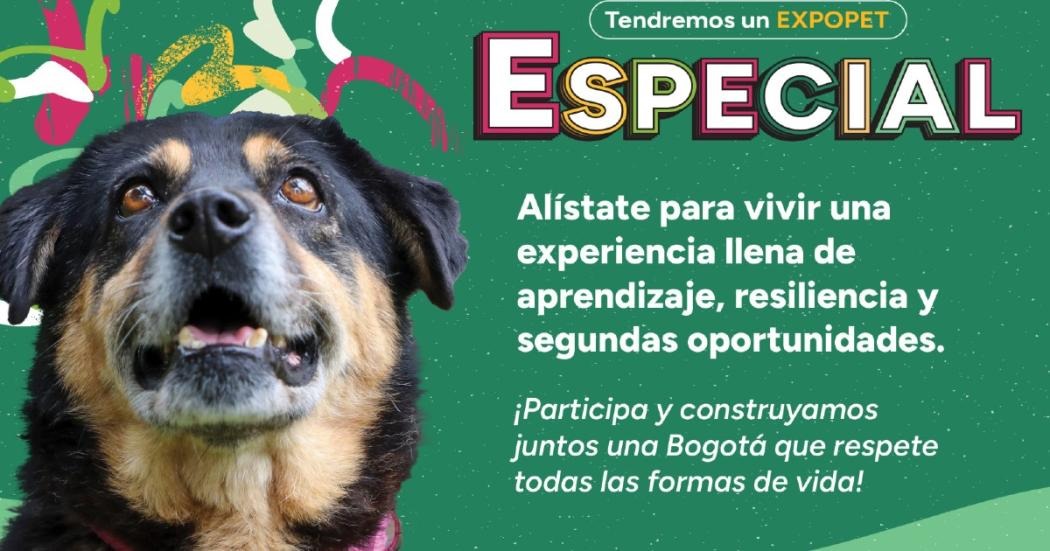 Tendremos un EXPOPET
ESPECIAL
Alístate para vivir una
experiencia llena de
aprendizaje, resiliencia y
segundas oportunidades.
¡Participa y construyamos
juntos una Bogotá que respete
todas las formas de vida!